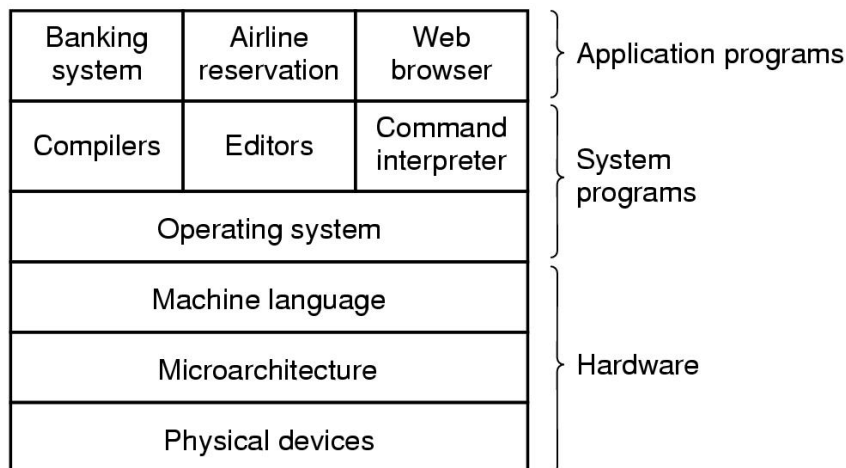 Banking
system
Airline
reservation
Web
browser
Application programs
Compilers
Editors
Command
interpreter
System
programs
Operating system
Machine language
Microarchitecture
Hardware
Physical devices